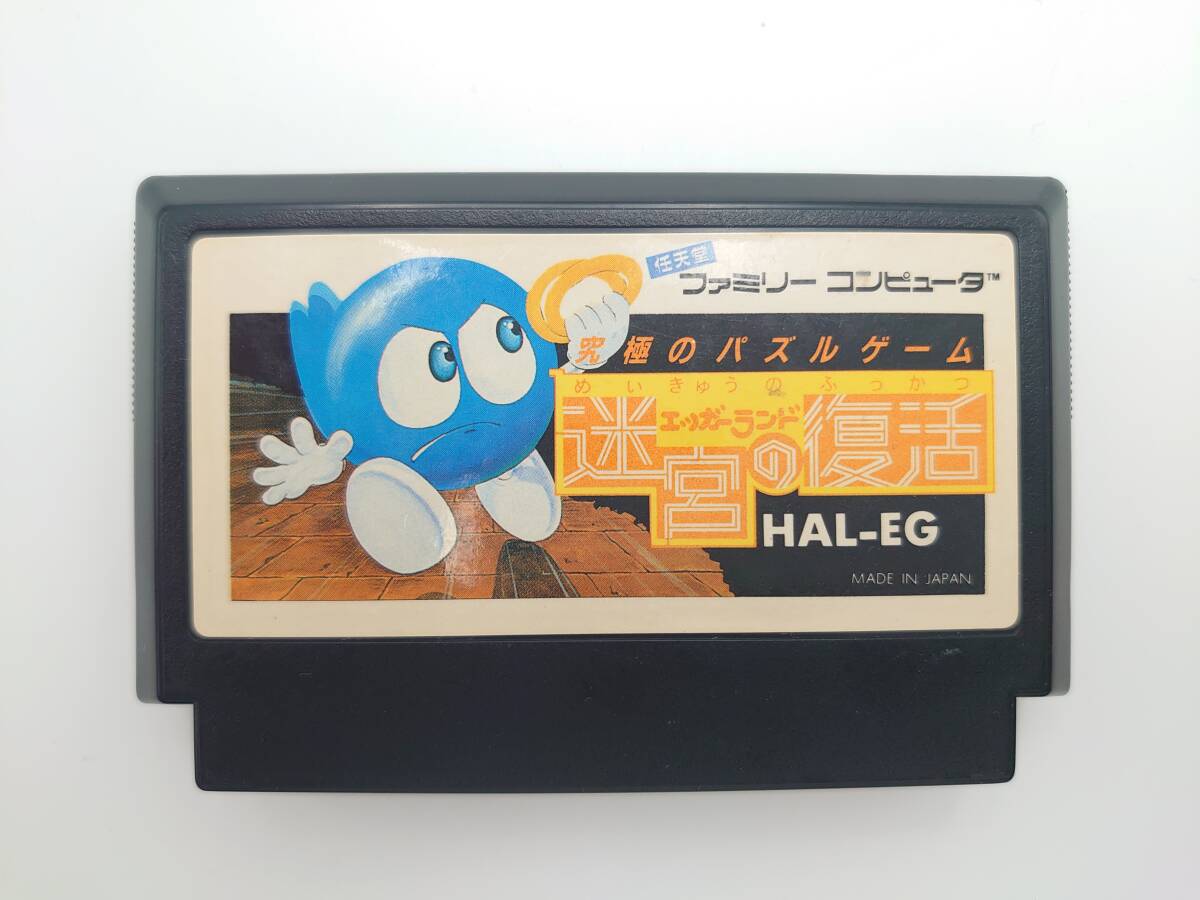 任天堂
ファミリー コンピュータ™
究極のパズルゲーム
めいきゅうのふっかつ
エッガーランド
迷宮の復活
HAL-EG
MADE IN JAPAN